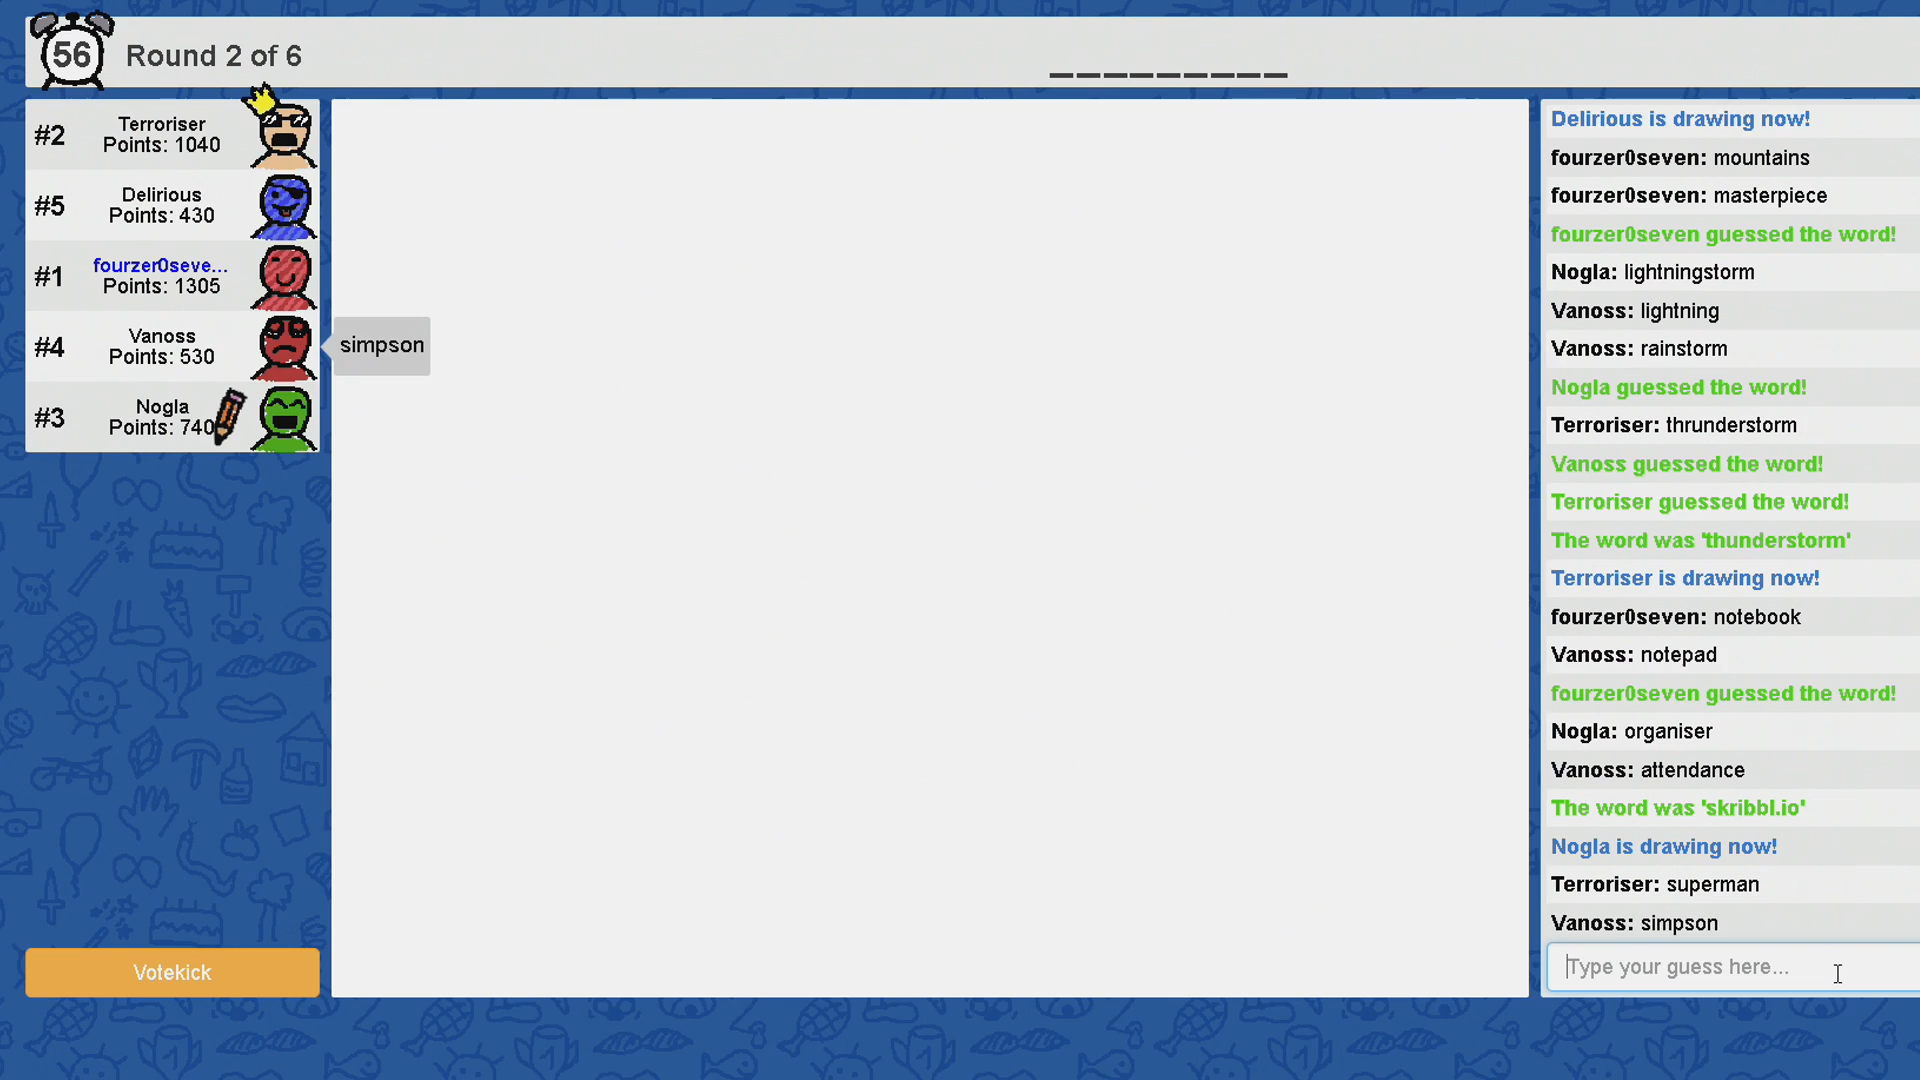 56
Round 2 of 6
_________
#2
Terroriser
Points: 1040
#5
Delirious
Points: 430
#1
fourzer0seve...
Points: 1305
#4
Vanoss
Points: 530
#3
Nogla
Points: 740
simpson
Votekick
Delirious is drawing now!
fourzer0seven: mountains
fourzer0seven: masterpiece
fourzer0seven guessed the word!
Nogla: lightningstorm
Vanoss: lightning
Vanoss: rainstorm
Nogla guessed the word!
Terroriser: thrunderstorm
Vanoss guessed the word!
Terroriser guessed the word!
The word was 'thunderstorm'
Terroriser is drawing now!
fourzer0seven: notebook
Vanoss: notepad
fourzer0seven guessed the word!
Nogla: organiser
Vanoss: attendance
The word was 'skribbl.io'
Nogla is drawing now!
Terroriser: superman
Vanoss: simpson
Type your guess here...